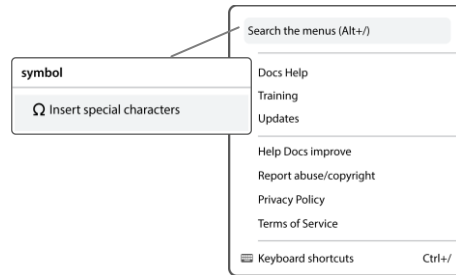 Search the menus (Alt+/)
symbol
Ω Insert special characters
Docs Help
Training
Updates
Help Docs improve
Report abuse/copyright
Privacy Policy
Terms of Service
Keyboard shortcuts Ctrl+/